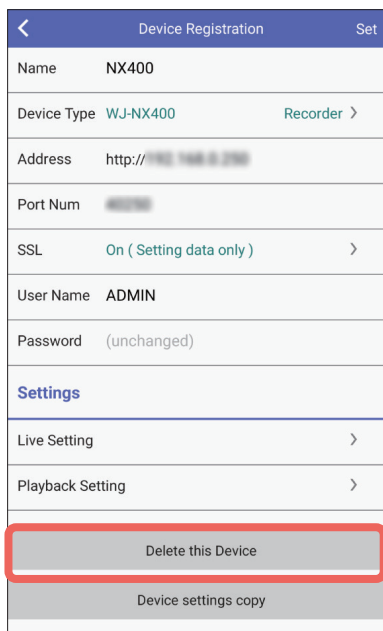 Device Registration Set
Name NX400
Device Type WJ-NX400 Recorder
Address http://
Port Num
SSL On ( Setting data only )
User Name ADMIN
Password (unchanged)
Settings
Live Setting
Playback Setting
Delete this Device
Device settings copy